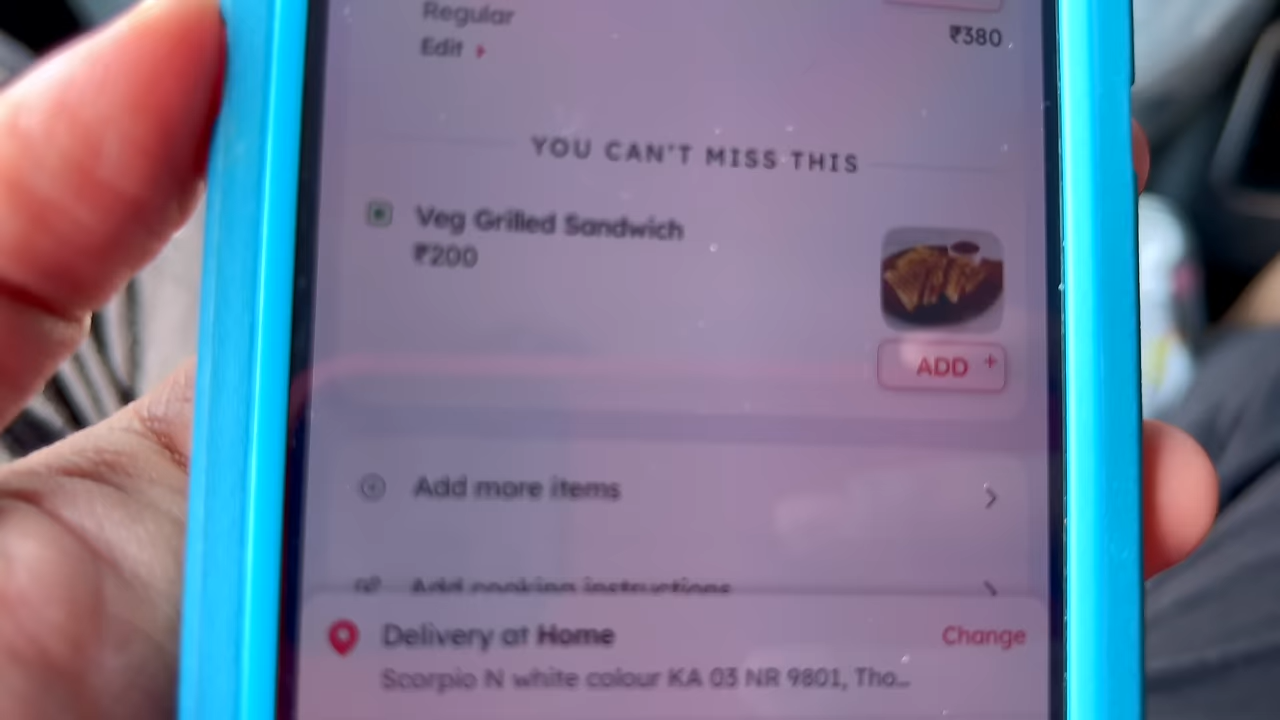 Regular
₹380
Edit
YOU CAN'T MISS THIS
Veg Grilled Sandwich
₹200
ADD +
Add more items
Add cooking instructions
Delivery at Home
Change
Scorpio N white colour KA 03 NR 9801, Tho...